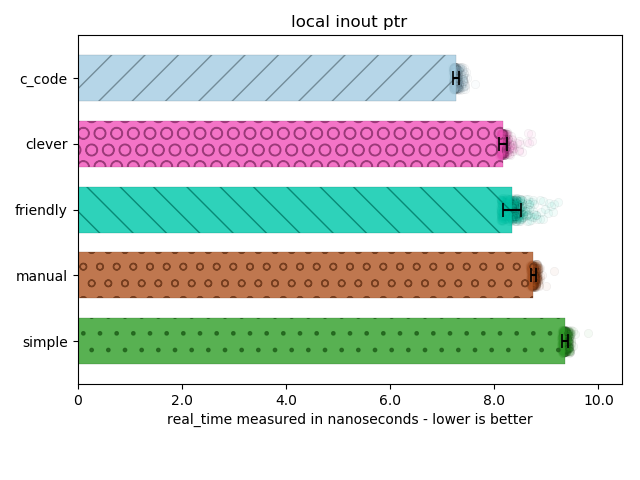 local inout ptr
c_code
clever
friendly
manual
simple
0 2.0 4.0 6.0 8.0 10.0
real_time measured in nanoseconds - lower is better